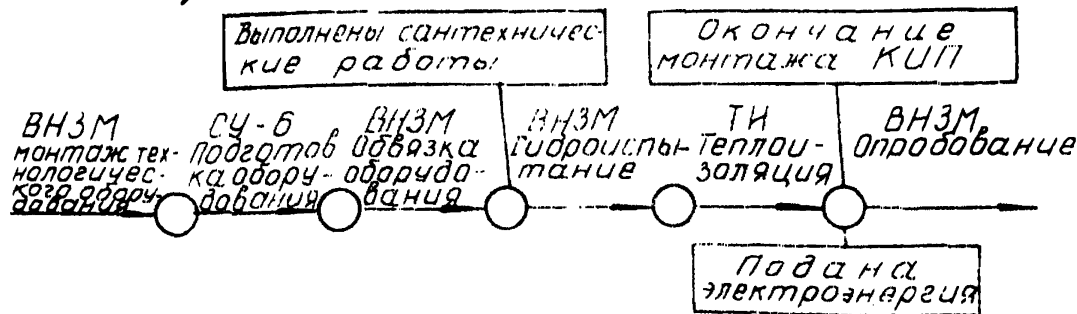 Выполнены сантехничес-
кие работы
Окончание
монтажа КИП
ВНЗМ
монтаж тех-
нологичес-
кого обору-
дования
СУ-6
Подготов
ка обору-
дования
ВНЗМ
Обвязка
оборудо-
вания
ВНЗМ
Гидроиспы-
тание
ТИ
Теплои-
золяция
ВНЗМ
Опробование
Подана
электроэнергия